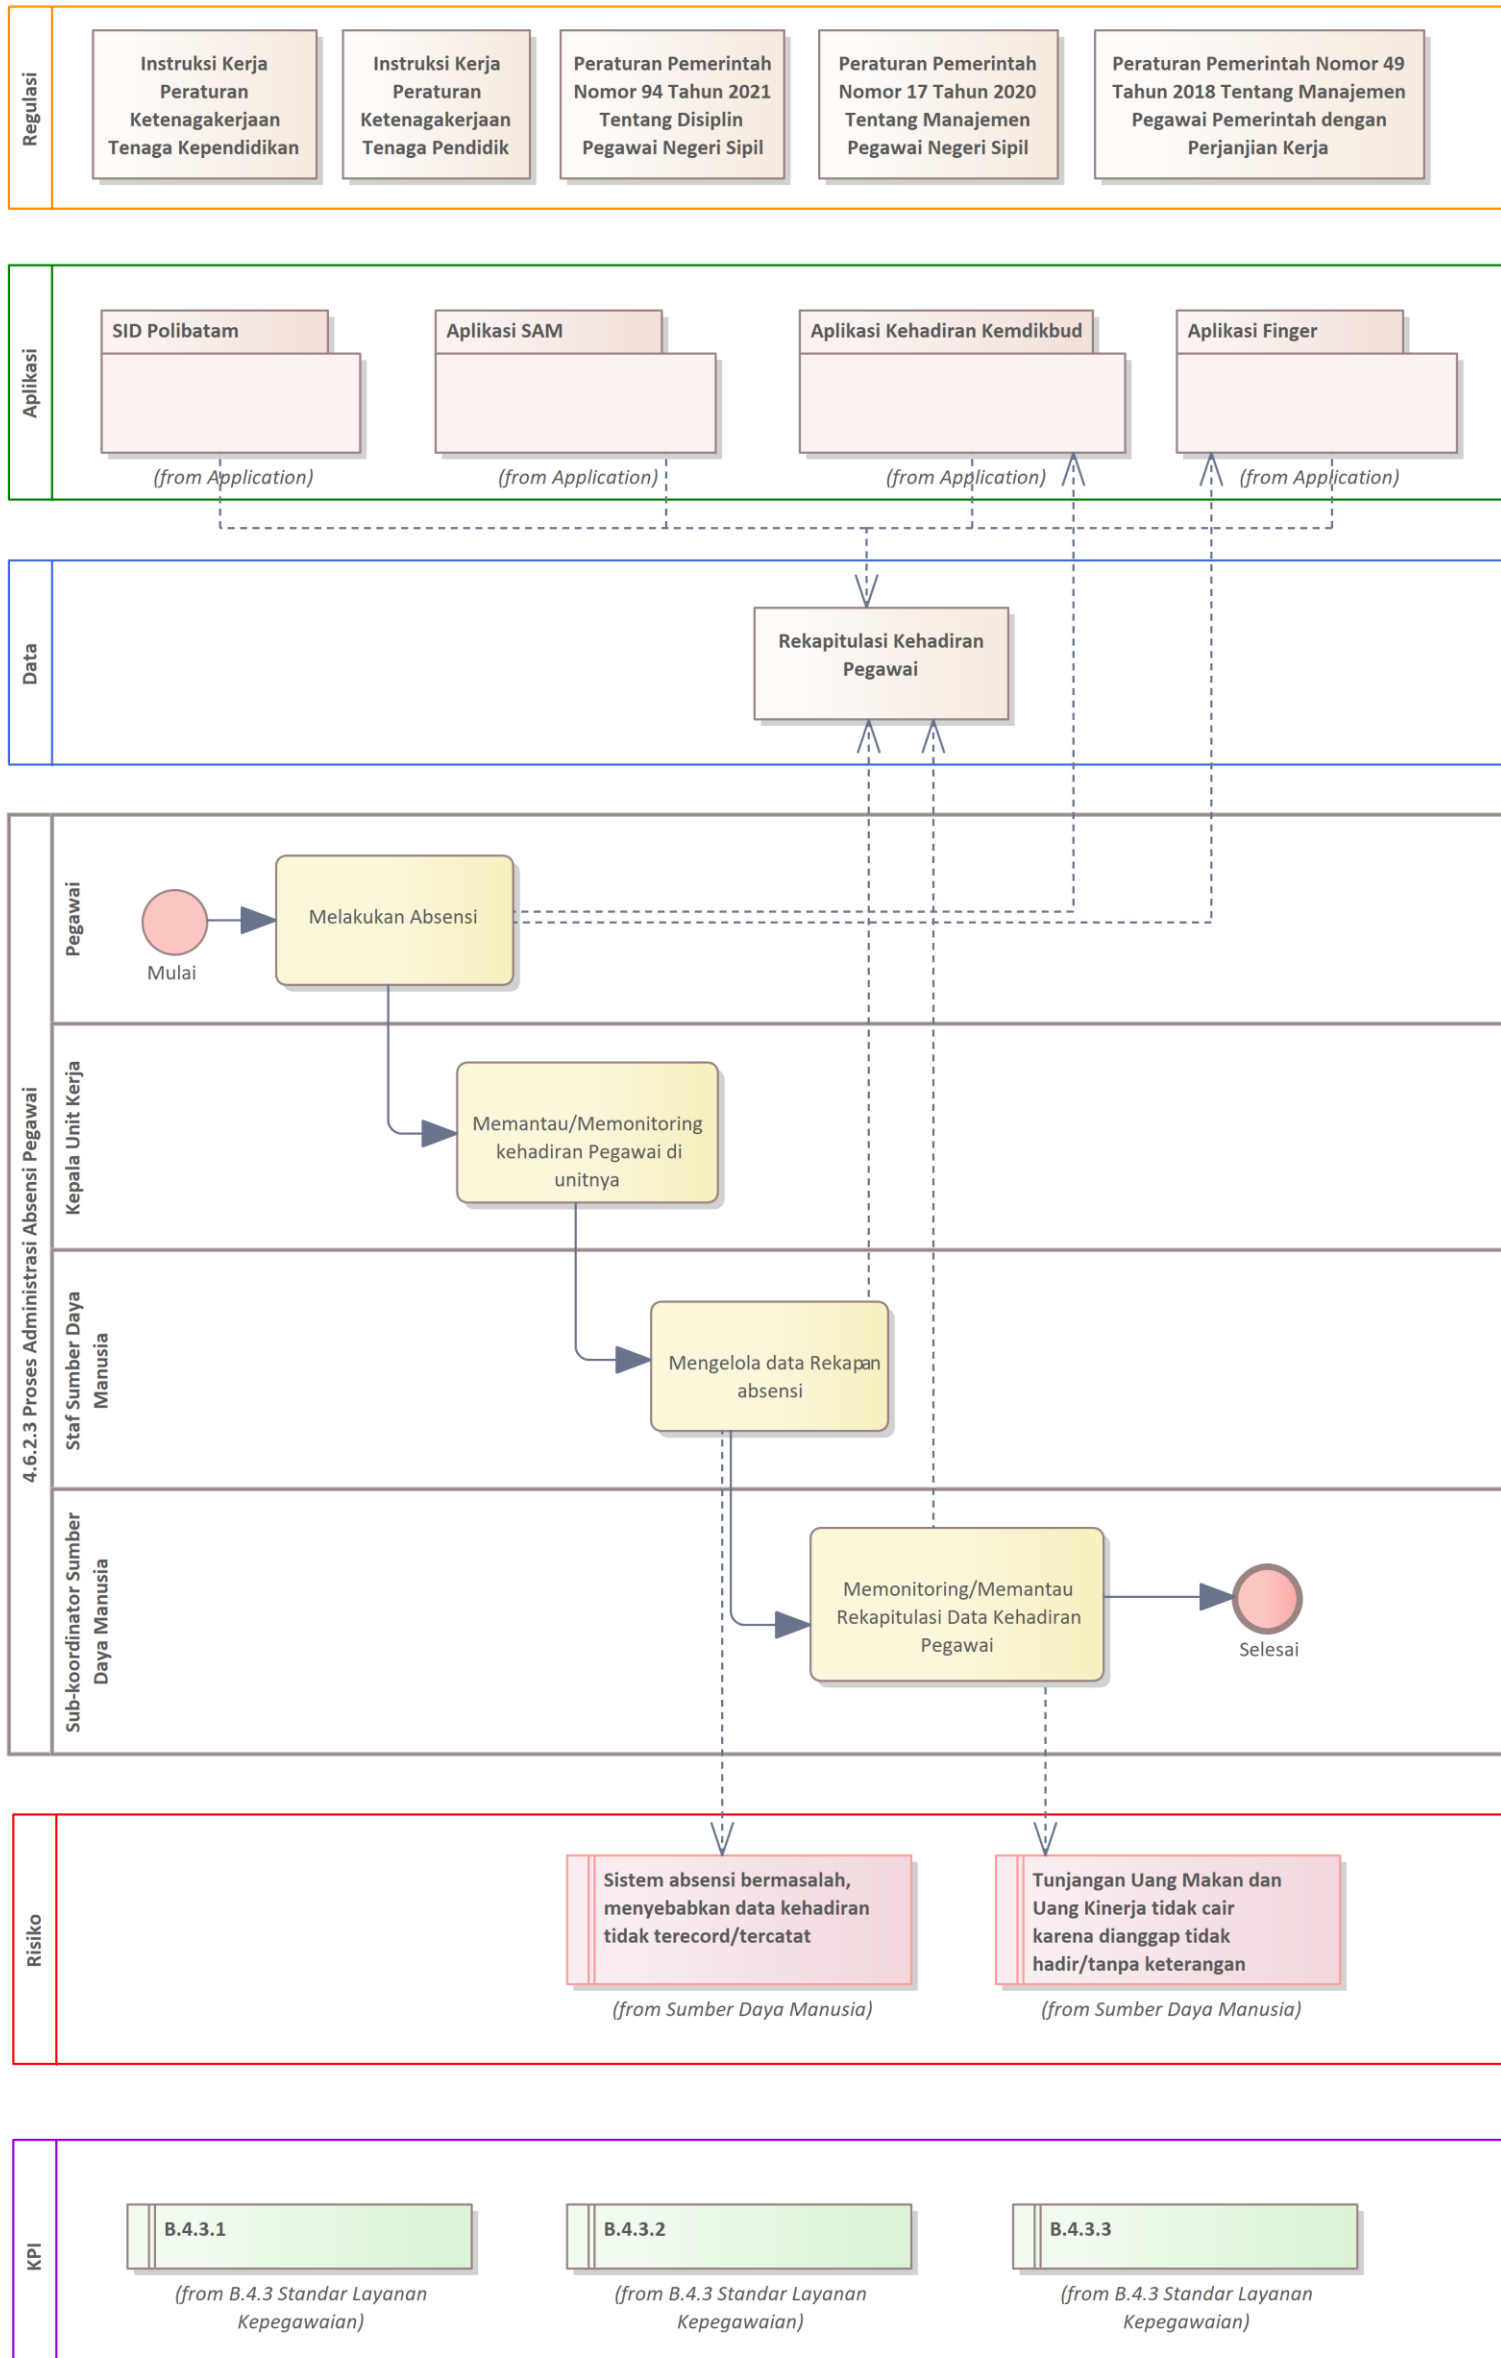 Regulasi
Instruksi Kerja
Peraturan
Ketenagakerjaan
Tenaga Kependidikan
Instruksi Kerja
Peraturan
Ketenagakerjaan
Tenaga Pendidik
Peraturan Pemerintah
Nomor 94 Tahun 2021
Tentang Disiplin
Pegawai Negeri Sipil
Peraturan Pemerintah
Nomor 17 Tahun 2020
Tentang Manajemen
Pegawai Negeri Sipil
Peraturan Pemerintah Nomor 49
Tahun 2018 Tentang Manajemen
Pegawai Pemerintah dengan
Perjanjian Kerja
Aplikasi
SID Polibatam
(from Application)
Aplikasi SAM
(from Application)
Aplikasi Kehadiran Kemdikbud
(from Application)
Aplikasi Finger
(from Application)
Data
Rekapitulasi Kehadiran
Pegawai
4.6.2.3 Proses Administrasi Absensi Pegawai
Pegawai
Mulai
Melakukan Absensi
Kepala Unit Kerja
Memantau/Memonitoring
kehadiran Pegawai di
unitnya
Staf Sumber Daya
Manusia
Mengelola data Rekapan
absensi
Sub-koordinator Sumber
Daya Manusia
Memonitoring/Memantau
Rekapitulasi Data Kehadiran
Pegawai
Selesai
Risiko
Sistem absensi bermasalah,
menyebabkan data kehadiran
tidak terecord/tercatat
(from Sumber Daya Manusia)
Tunjangan Uang Makan dan
Uang Kinerja tidak cair
karena dianggap tidak
hadir/tanpa keterangan
(from Sumber Daya Manusia)
KPI
B.4.3.1
(from B.4.3 Standar Layanan
Kepegawaian)
B.4.3.2
(from B.4.3 Standar Layanan
Kepegawaian)
B.4.3.3
(from B.4.3 Standar Layanan
Kepegawaian)